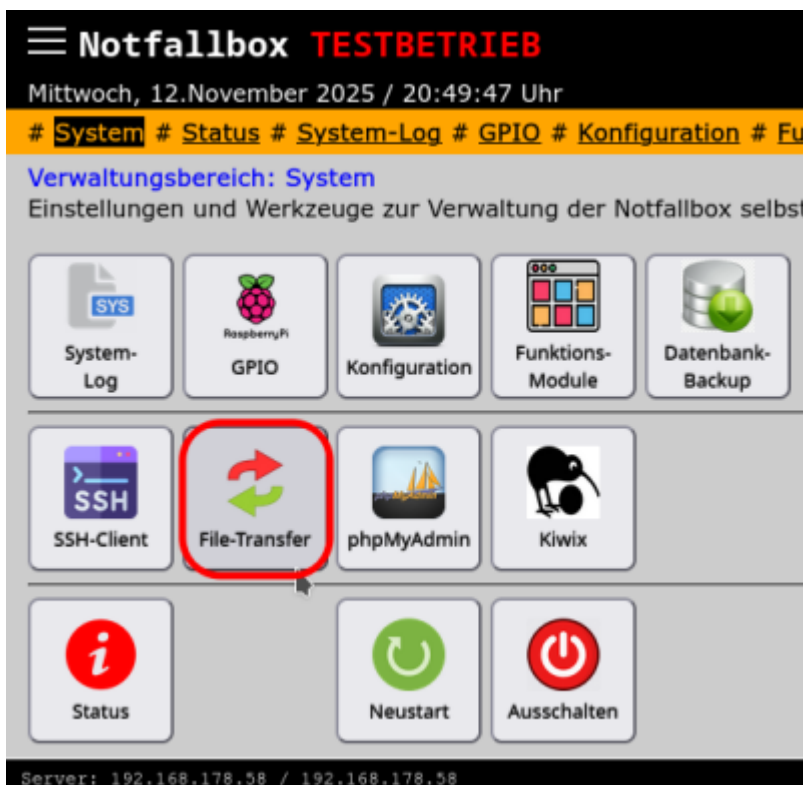 Notfallbox TESTBETRIEB
Mittwoch, 12.November 2025 / 20:49:47 Uhr
# System # Status # System-Log # GPIO # Konfiguration # Fu
Verwaltungsbereich: System
Einstellungen und Werkzeuge zur Verwaltung der Notfallbox selbst
SYS
System-
Log
RaspberryPi
GPIO
Konfiguration
Funktions-
Module
Datenbank-
Backup
SSH
SSH-Client
File-Transfer
phpMyAdmin
phpMyAdmin
Kiwix
i
Status
Neustart
Ausschalten
Server: 192.168.178.58 / 192.168.178.58